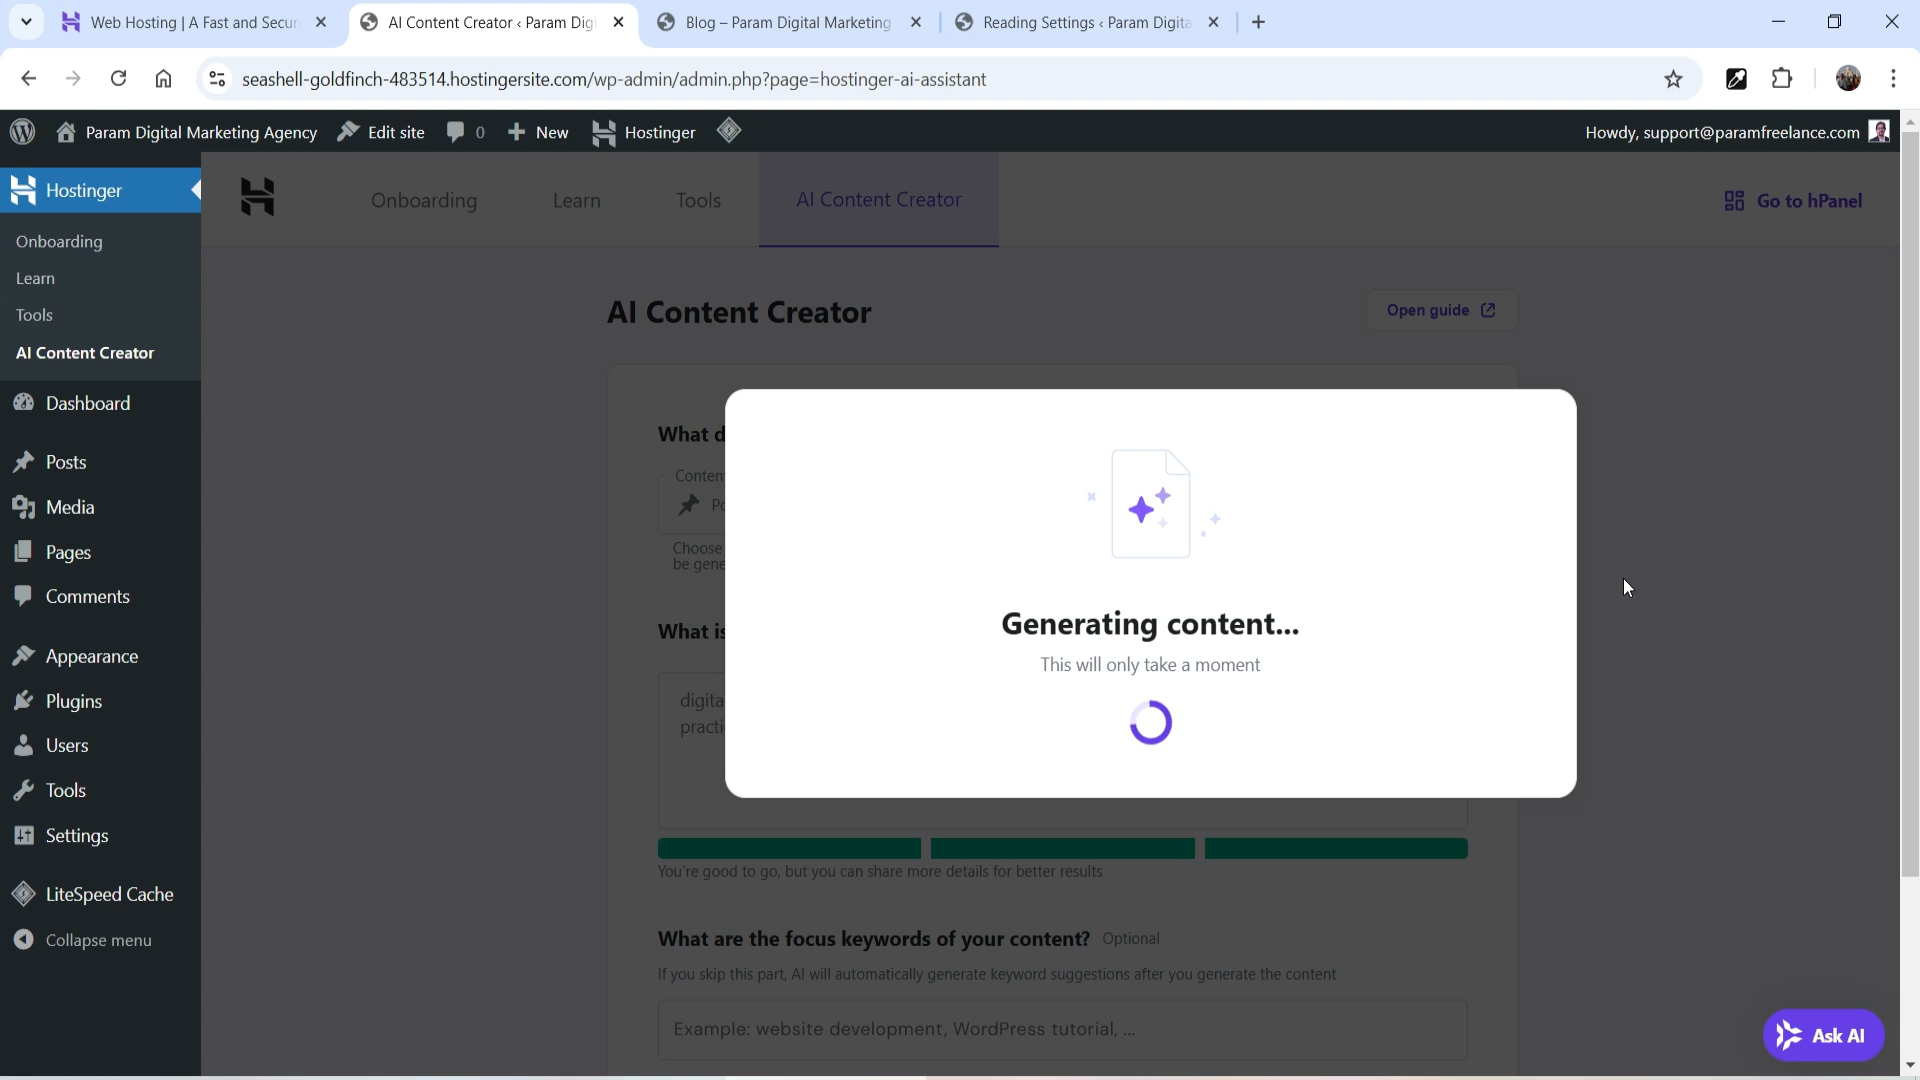 Web Hosting | A Fast and Secur
AI Content Creator ‹ Param Dig
Blog – Param Digital Marketing
Reading Settings ‹ Param Digita
seashell-goldfinch-483514.hostingersite.com/wp-admin/admin.php?page=hostinger-ai-assistant
Param Digital Marketing Agency
Edit site
0
New
Hostinger
Howdy, support@paramfreelance.com
Hostinger
Onboarding
Learn
Tools
AI Content Creator
Dashboard
Posts
Media
Pages
Comments
Appearance
Plugins
Users
Tools
Settings
LiteSpeed Cache
Collapse menu
Onboarding
Learn
Tools
AI Content Creator
Go to hPanel
AI Content Creator
Open guide
What d
Conten
Po
Choose
be gene
What is
digita
practi
Generating content...
This will only take a moment
You're good to go, but you can share more details for better results
What are the focus keywords of your content? Optional
If you skip this part, AI will automatically generate keyword suggestions after you generate the content
Example: website development, WordPress tutorial, ...
Ask AI